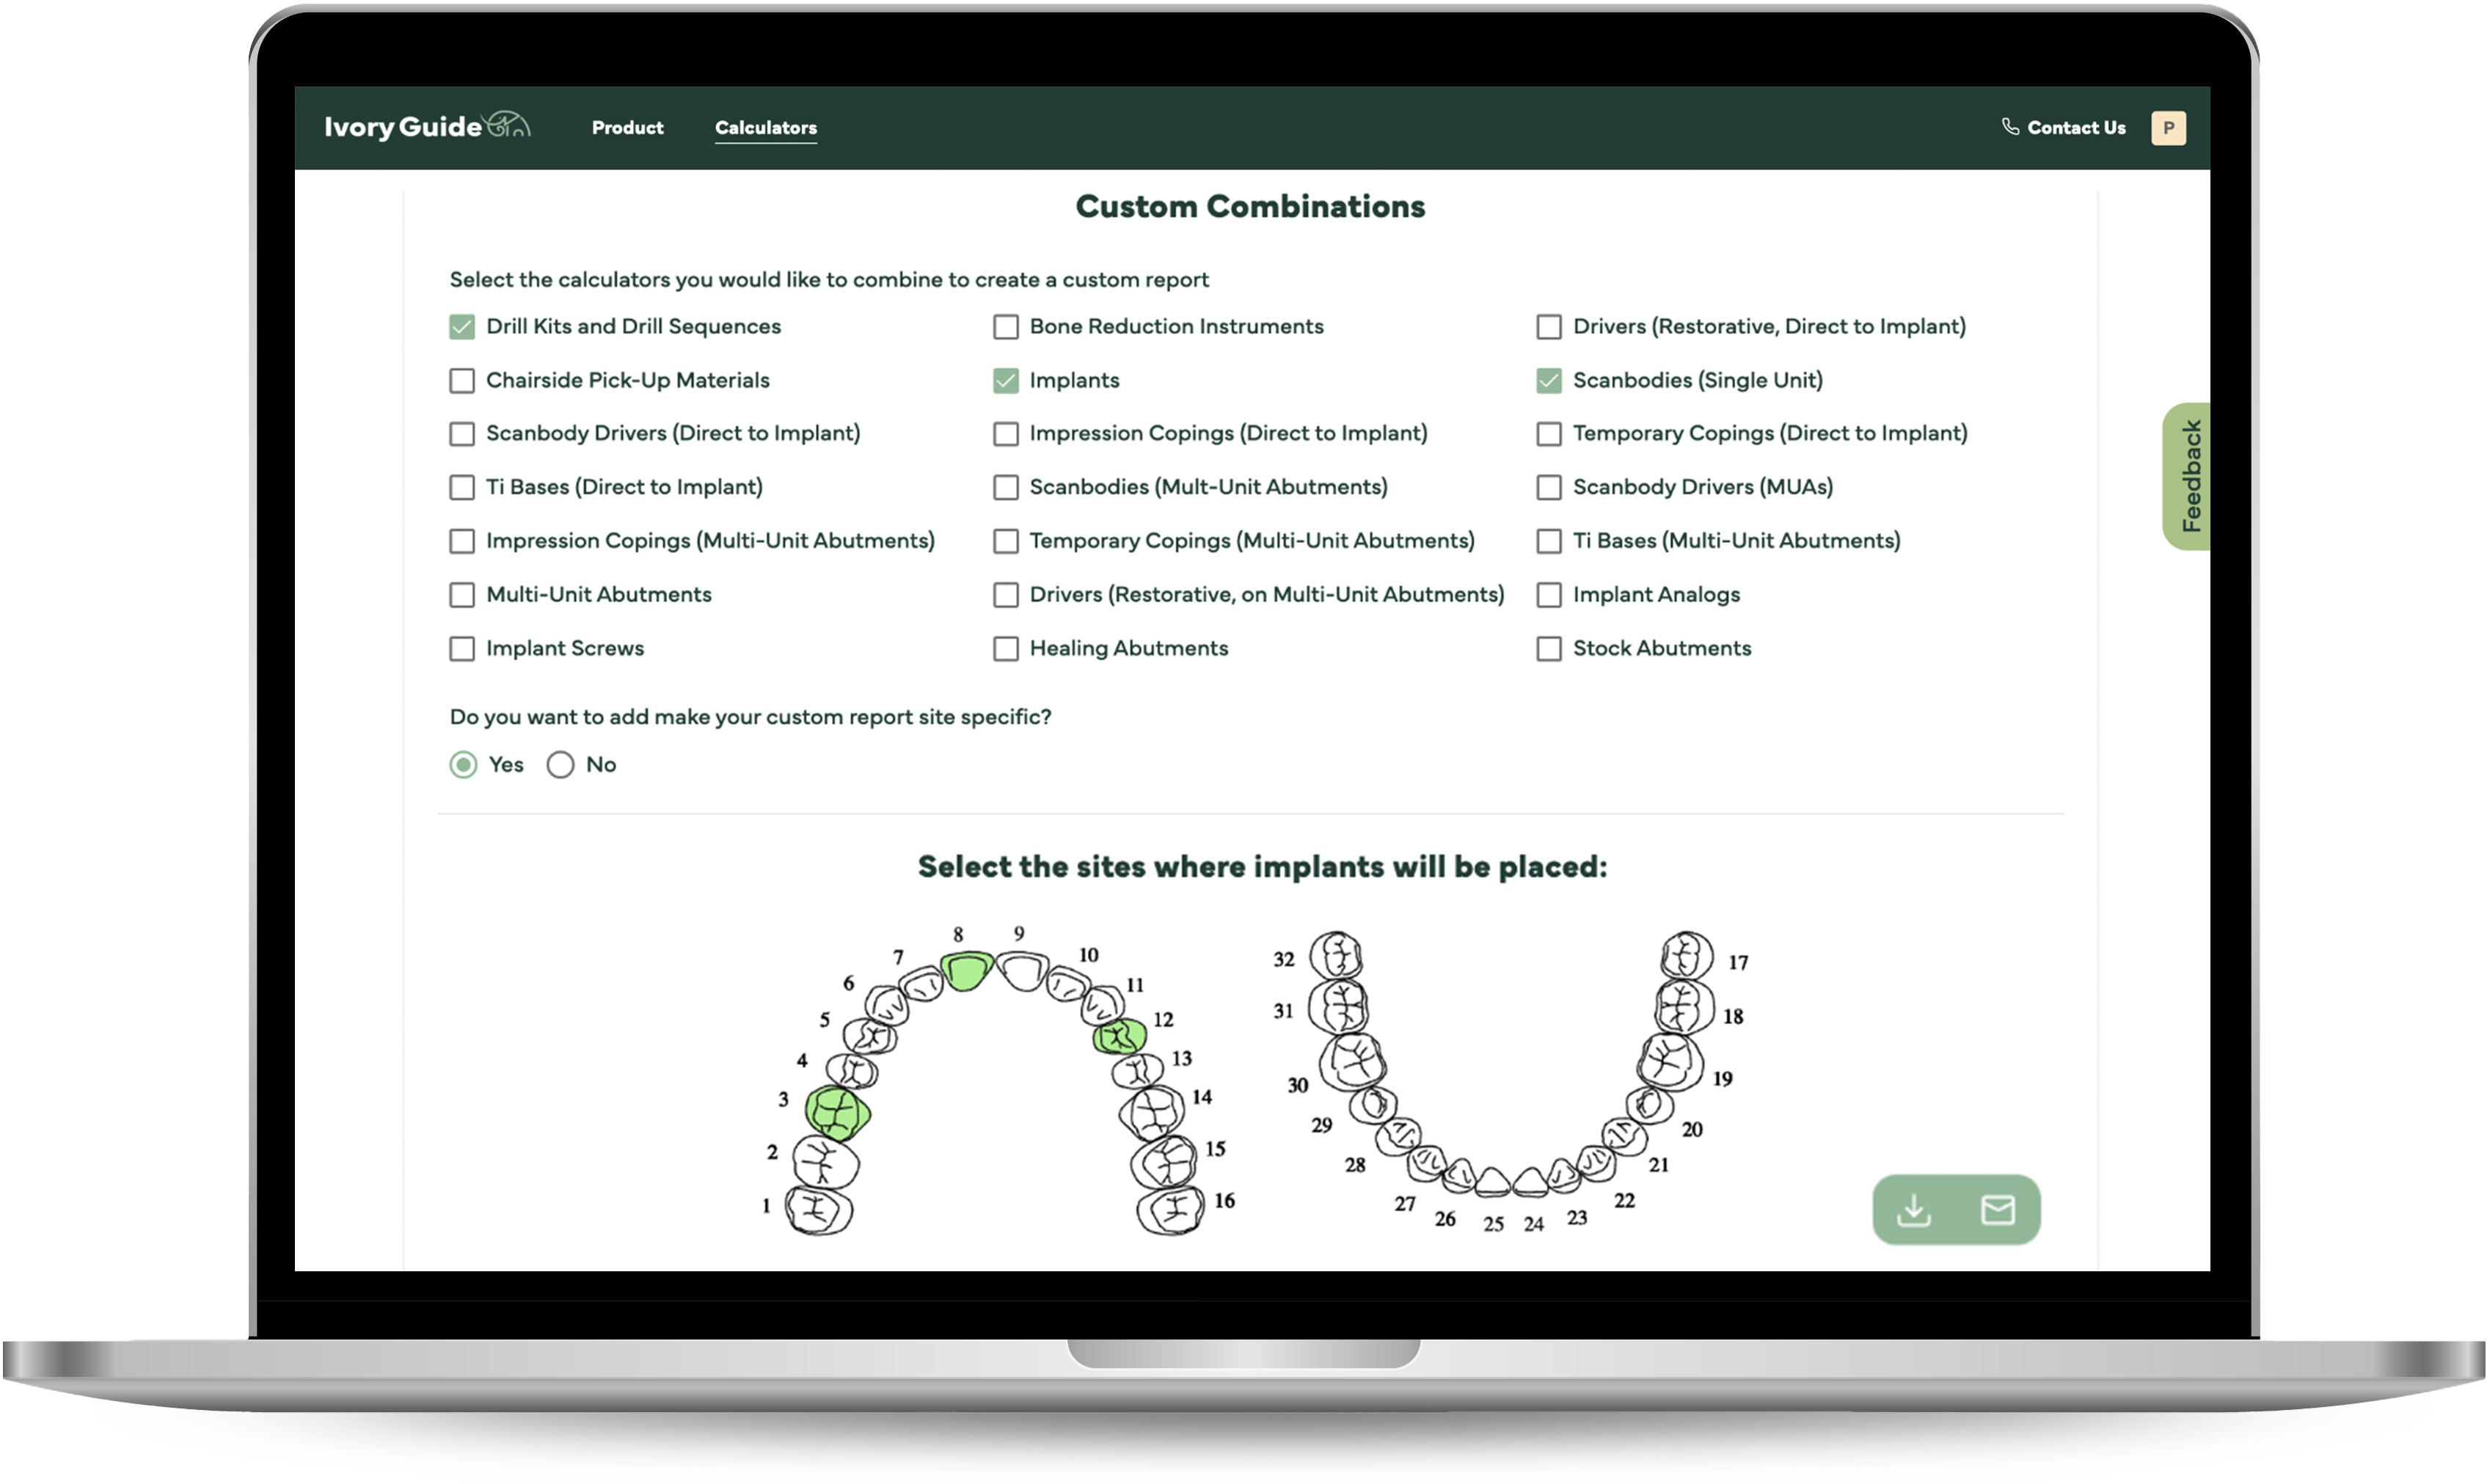 Ivory Guide Product Calculators Contact Us P
Custom Combinations
Select the calculators you would like to combine to create a custom report
Drill Kits and Drill Sequences Bone Reduction Instruments Drivers (Restorative, Direct to Implant)
Chairside Pick-Up Materials Implants Scanbodies (Single Unit)
Scanbody Drivers (Direct to Implant) Impression Copings (Direct to Implant) Temporary Copings (Direct to Implant)
Ti Bases (Direct to Implant) Scanbodies (Mult-Unit Abutments) Scanbody Drivers (MUAs)
Impression Copings (Multi-Unit Abutments) Temporary Copings (Multi-Unit Abutments) Ti Bases (Multi-Unit Abutments)
Multi-Unit Abutments Drivers (Restorative, on Multi-Unit Abutments) Implant Analogs
Implant Screws Healing Abutments Stock Abutments
Feedback
Do you want to add make your custom report site specific?
Yes No
Select the sites where implants will be placed:
8 9
7 10
6 11
5 12
4 13
3 14
2 15
1 16
32 17
31 18
30 19
29 20
28 21
27 22
26 25 24 23